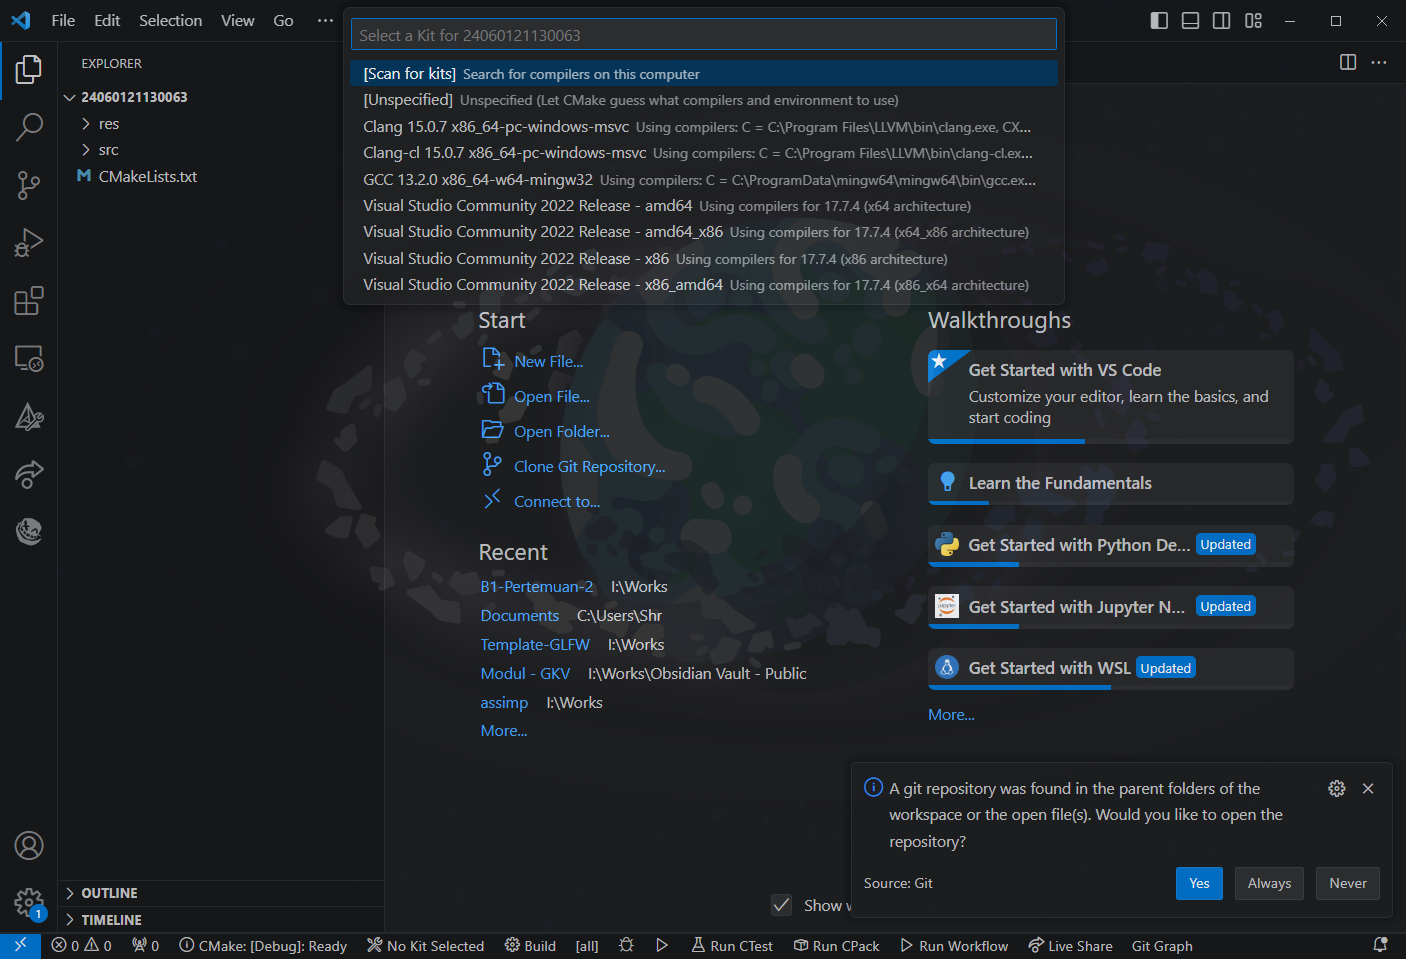 File Edit Selection View Go ···
Select a Kit for 24060121130063
[Scan for kits] Search for compilers on this computer
[Unspecified] Unspecified (Let CMake guess what compilers and environment to use)
Clang 15.0.7 x86_64-pc-windows-msvc Using compilers: C = C:\Program Files\LLVM\bin\clang.exe, CX...
Clang-cl 15.0.7 x86_64-pc-windows-msvc Using compilers: C = C:\Program Files\LLVM\bin\clang-cl.ex...
GCC 13.2.0 x86_64-w64-mingw32 Using compilers: C = C:\ProgramData\mingw64\mingw64\bin\gcc.ex...
Visual Studio Community 2022 Release - amd64 Using compilers for 17.7.4 (x64 architecture)
Visual Studio Community 2022 Release - amd64_x86 Using compilers for 17.7.4 (x64_x86 architecture)
Visual Studio Community 2022 Release - x86 Using compilers for 17.7.4 (x86 architecture)
Visual Studio Community 2022 Release - x86_amd64 Using compilers for 17.7.4 (x86_x64 architecture)
EXPLORER
24060121130063
res
src
M CMakeLists.txt
OUTLINE
TIMELINE
Start
New File...
Open File...
Open Folder...
Clone Git Repository...
Connect to...
Recent
B1-Pertemuan-2 I:\Works
Documents C:\Users\Shr
Template-GLFW I:\Works
Modul - GKV I:\Works\Obsidian Vault - Public
assimp I:\Works
More...
Walkthroughs
Get Started with VS Code
Customize your editor, learn the basics, and
start coding
Learn the Fundamentals
Get Started with Python De... Updated
jupyter
Get Started with Jupyter N... Updated
Get Started with WSL Updated
More...
Show w
A git repository was found in the parent folders of the
workspace or the open file(s). Would you like to open the
repository?
Source: Git
Yes Always Never
1
0 0 0 CMake: [Debug]: Ready No Kit Selected Build [all] Run CTest Run CPack Run Workflow Live Share Git Graph